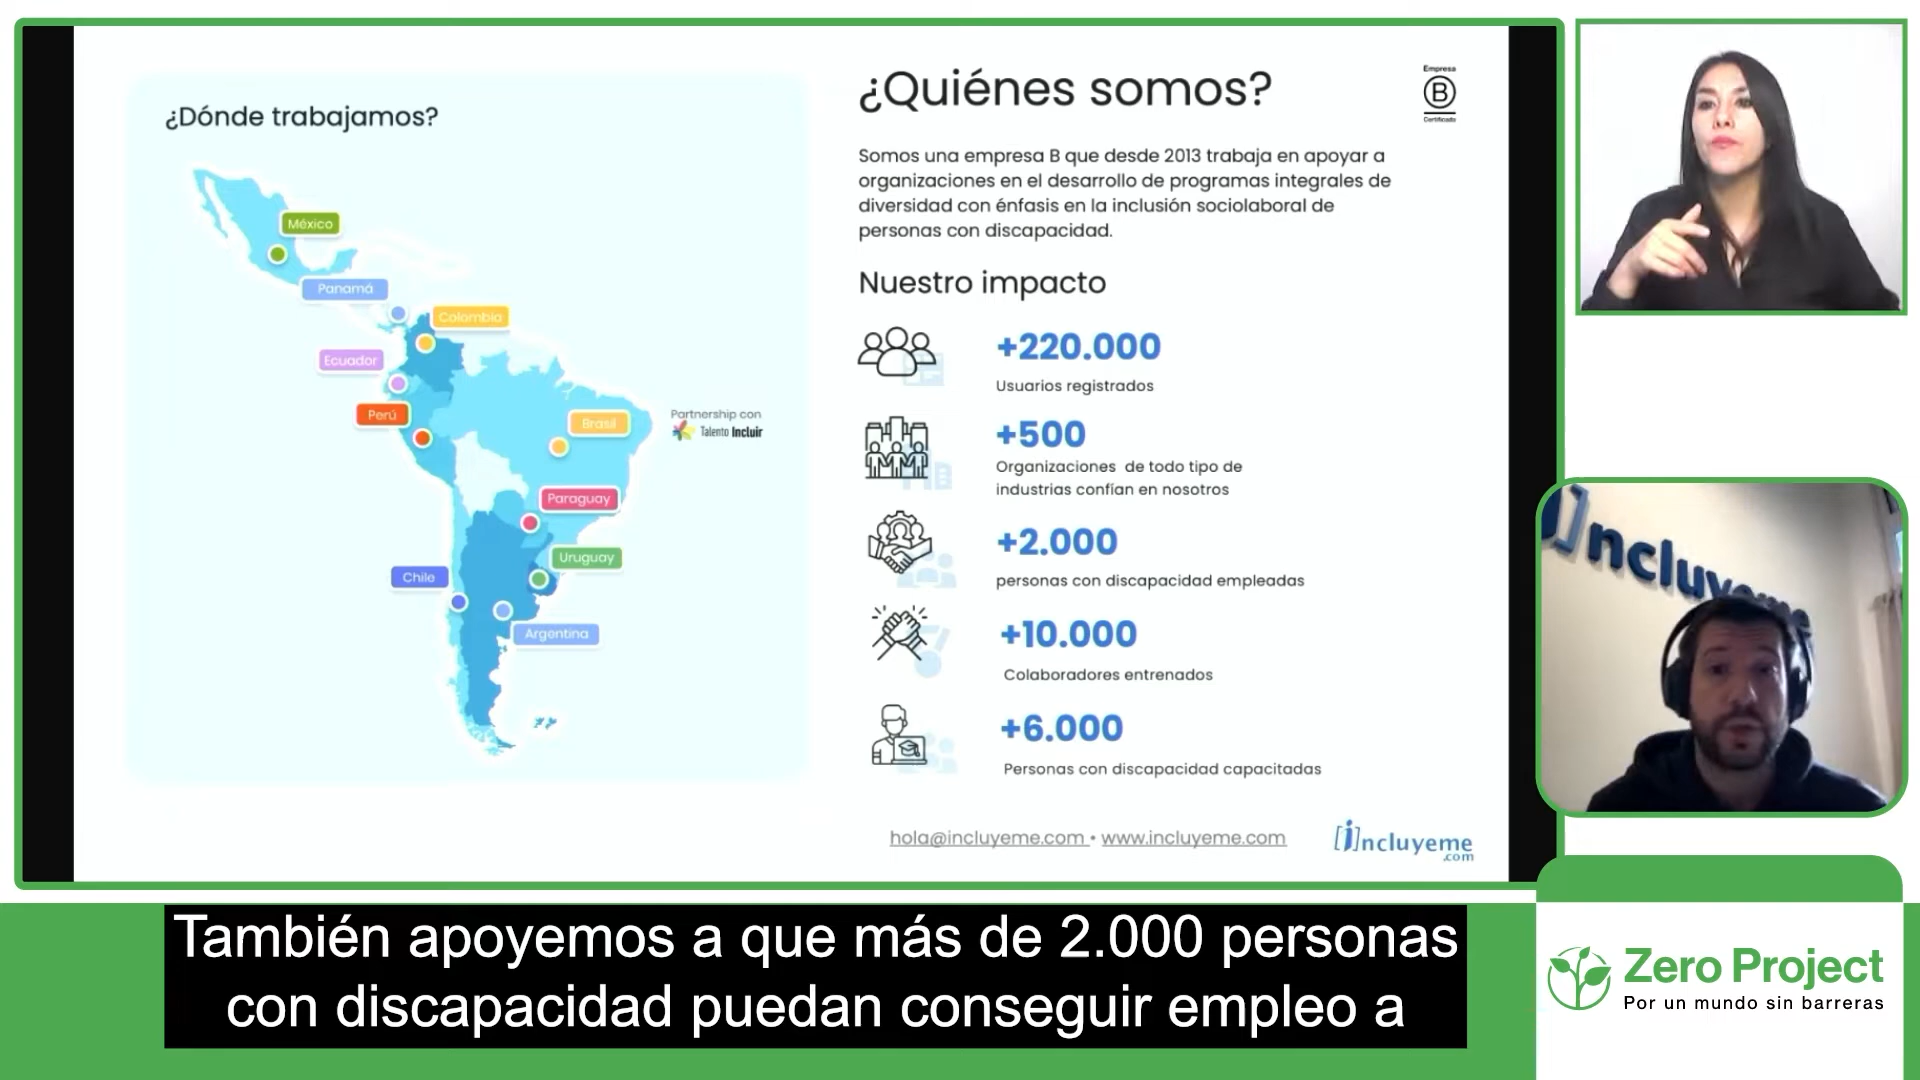 ¿Dónde trabajamos?
México
Panamá
Colombia
Ecuador
Perú
Brasil
Partnership con
Talento Incluir
Paraguay
Uruguay
Chile
Argentina
¿Quiénes somos?
Empresa
B
Certificada
Somos una empresa B que desde 2013 trabaja en apoyar a
organizaciones en el desarrollo de programas integrales de
diversidad con énfasis en la inclusión sociolaboral de
personas con discapacidad.
Nuestro impacto
+220.000
Usuarios registrados
+500
Organizaciones de todo tipo de
industrias confían en nosotros
+2.000
personas con discapacidad empleadas
+10.000
Colaboradores entrenados
+6.000
Personas con discapacidad capacitadas
hola@incluyeme.com • www.incluyeme.com
[i]ncluyeme
.com
[i]ncluyeme
También apoyemos a que más de 2.000 personas
con discapacidad puedan conseguir empleo a
Zero Project
Por un mundo sin barreras